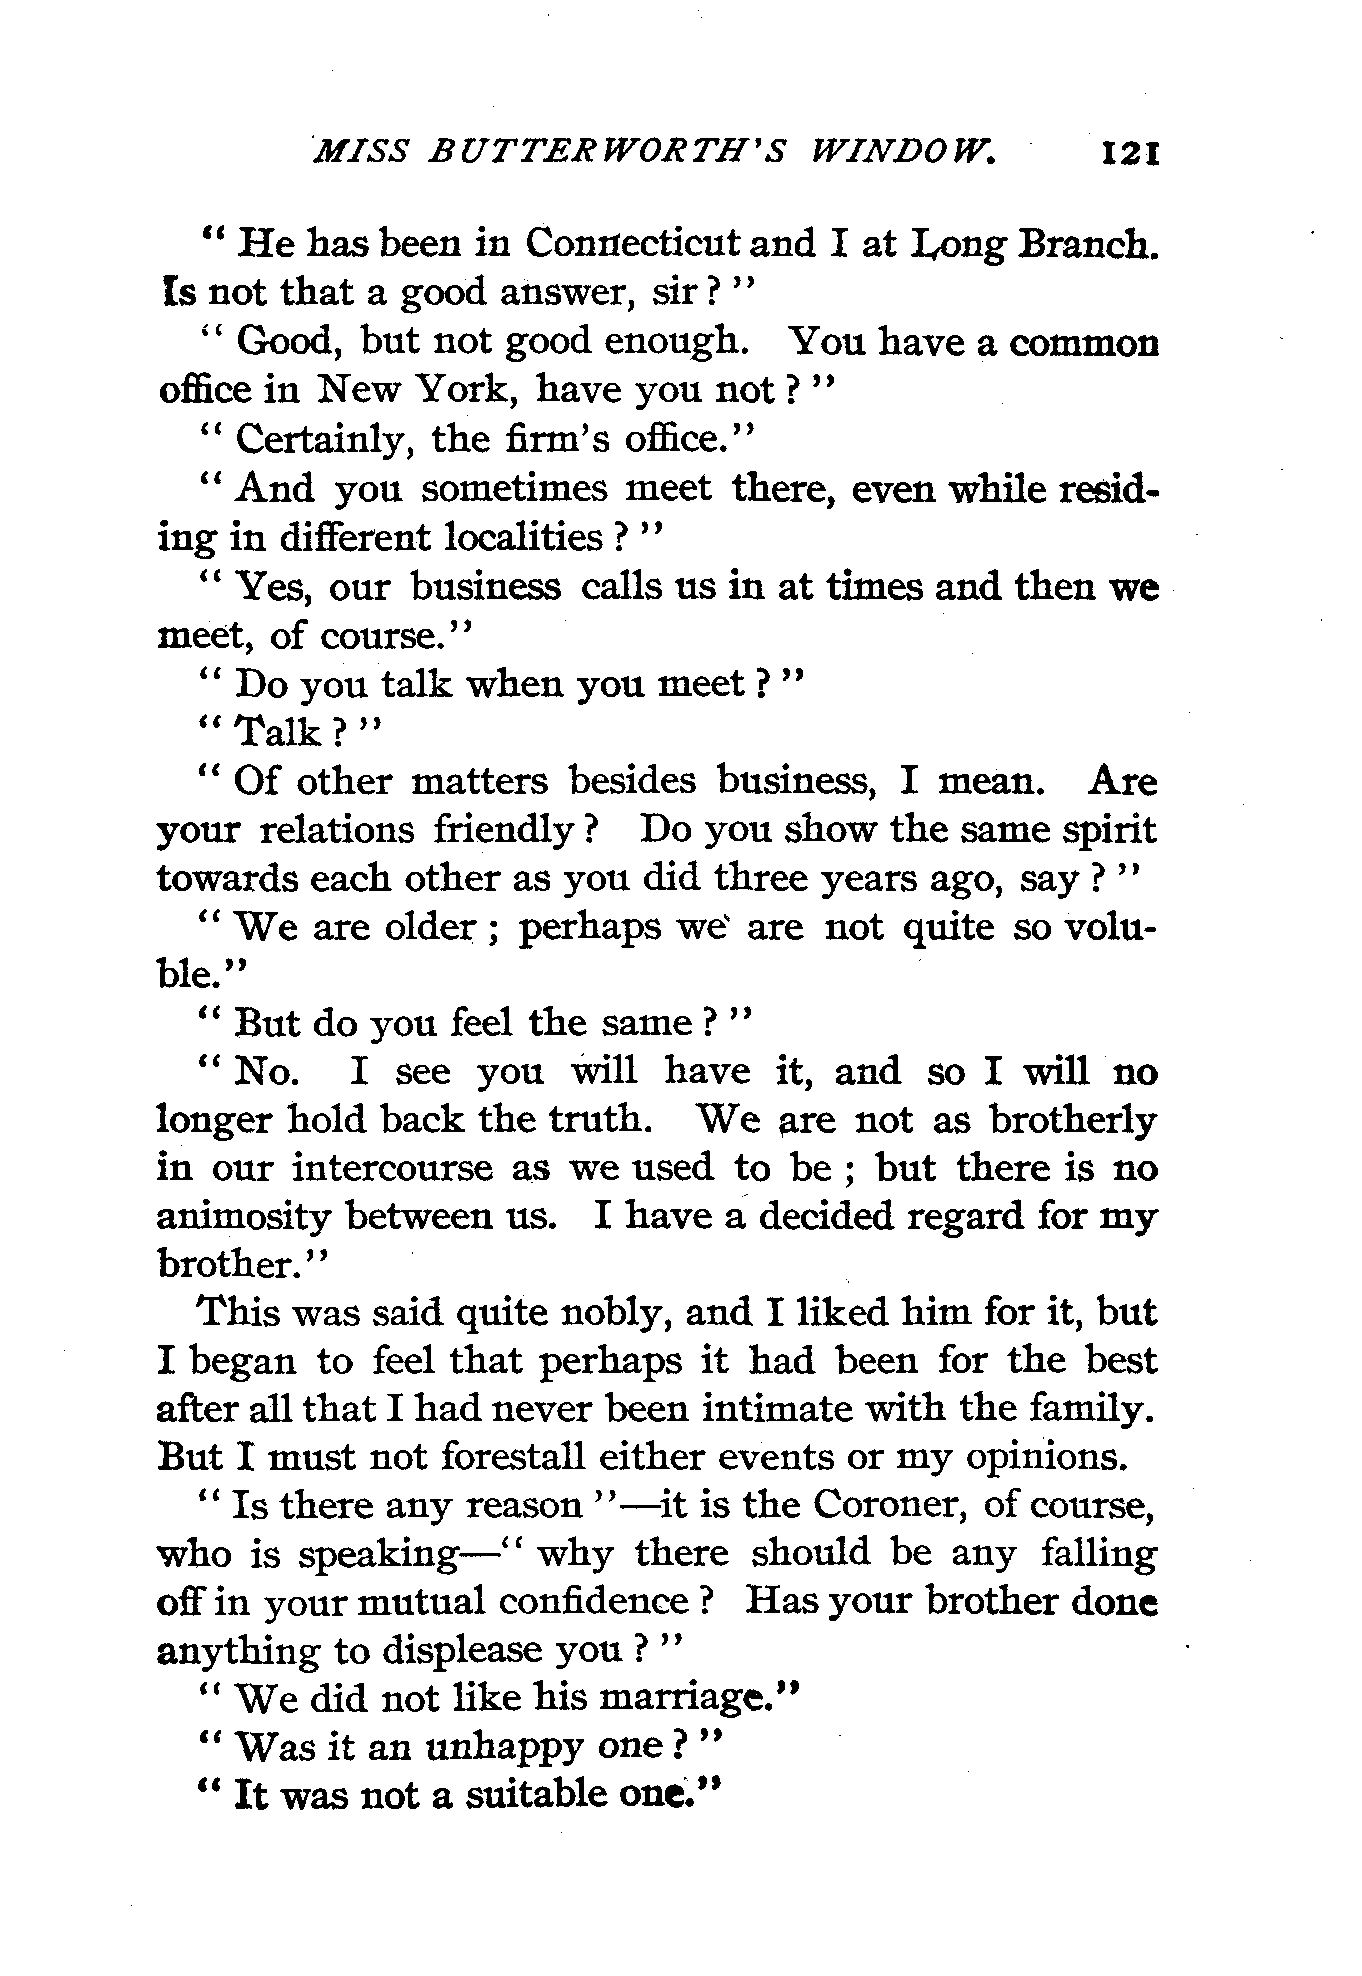 MISS BUTTERWORTH'S WINDOW. 121
" He has been in Connecticut and I at Long Branch.
Is not that a good answer, sir ? "
" Good, but not good enough. You have a common
office in New York, have you not ? "
" Certainly, the firm's office."
" And you sometimes meet there, even while resid-
ing in different localities ? "
" Yes, our business calls us in at times and then we
meet, of course."
" Do you talk when you meet ? "
" Talk ? "
" Of other matters besides business, I mean. Are
your relations friendly ? Do you show the same spirit
towards each other as you did three years ago, say ? "
" We are older ; perhaps we are not quite so volu-
ble."
" But do you feel the same ? "
" No. I see you will have it, and so I will no
longer hold back the truth. We are not as brotherly
in our intercourse as we used to be ; but there is no
animosity between us. I have a decided regard for my
brother."
This was said quite nobly, and I liked him for it, but
I began to feel that perhaps it had been for the best
after all that I had never been intimate with the family.
But I must not forestall either events or my opinions.
" Is there any reason "—it is the Coroner, of course,
who is speaking—" why there should be any falling
off in your mutual confidence ? Has your brother done
anything to displease you ? "
" We did not like his marriage."
" Was it an unhappy one ? "
" It was not a suitable one."